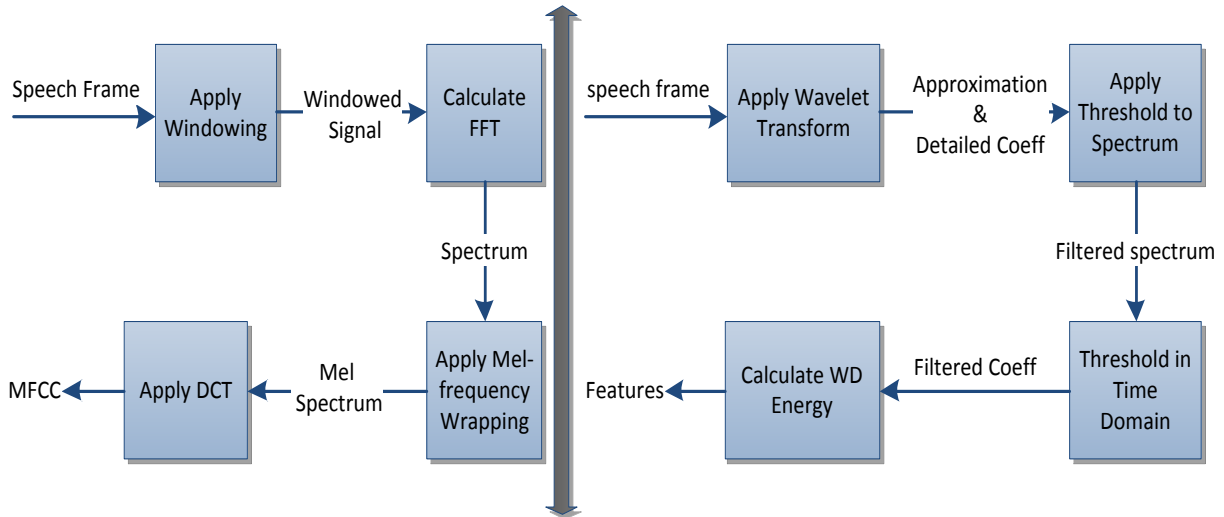 Speech Frame
Apply
Windowing
Windowed
Signal
Calculate
FFT
Spectrum
Apply Mel-
frequency
Wrapping
Mel
Spectrum
Apply DCT
MFCC
speech frame
Apply Wavelet
Transform
Approximation
&
Detailed Coeff
Apply
Threshold to
Spectrum
Filtered spectrum
Threshold in
Time
Domain
Filtered Coeff
Calculate WD
Energy
Features